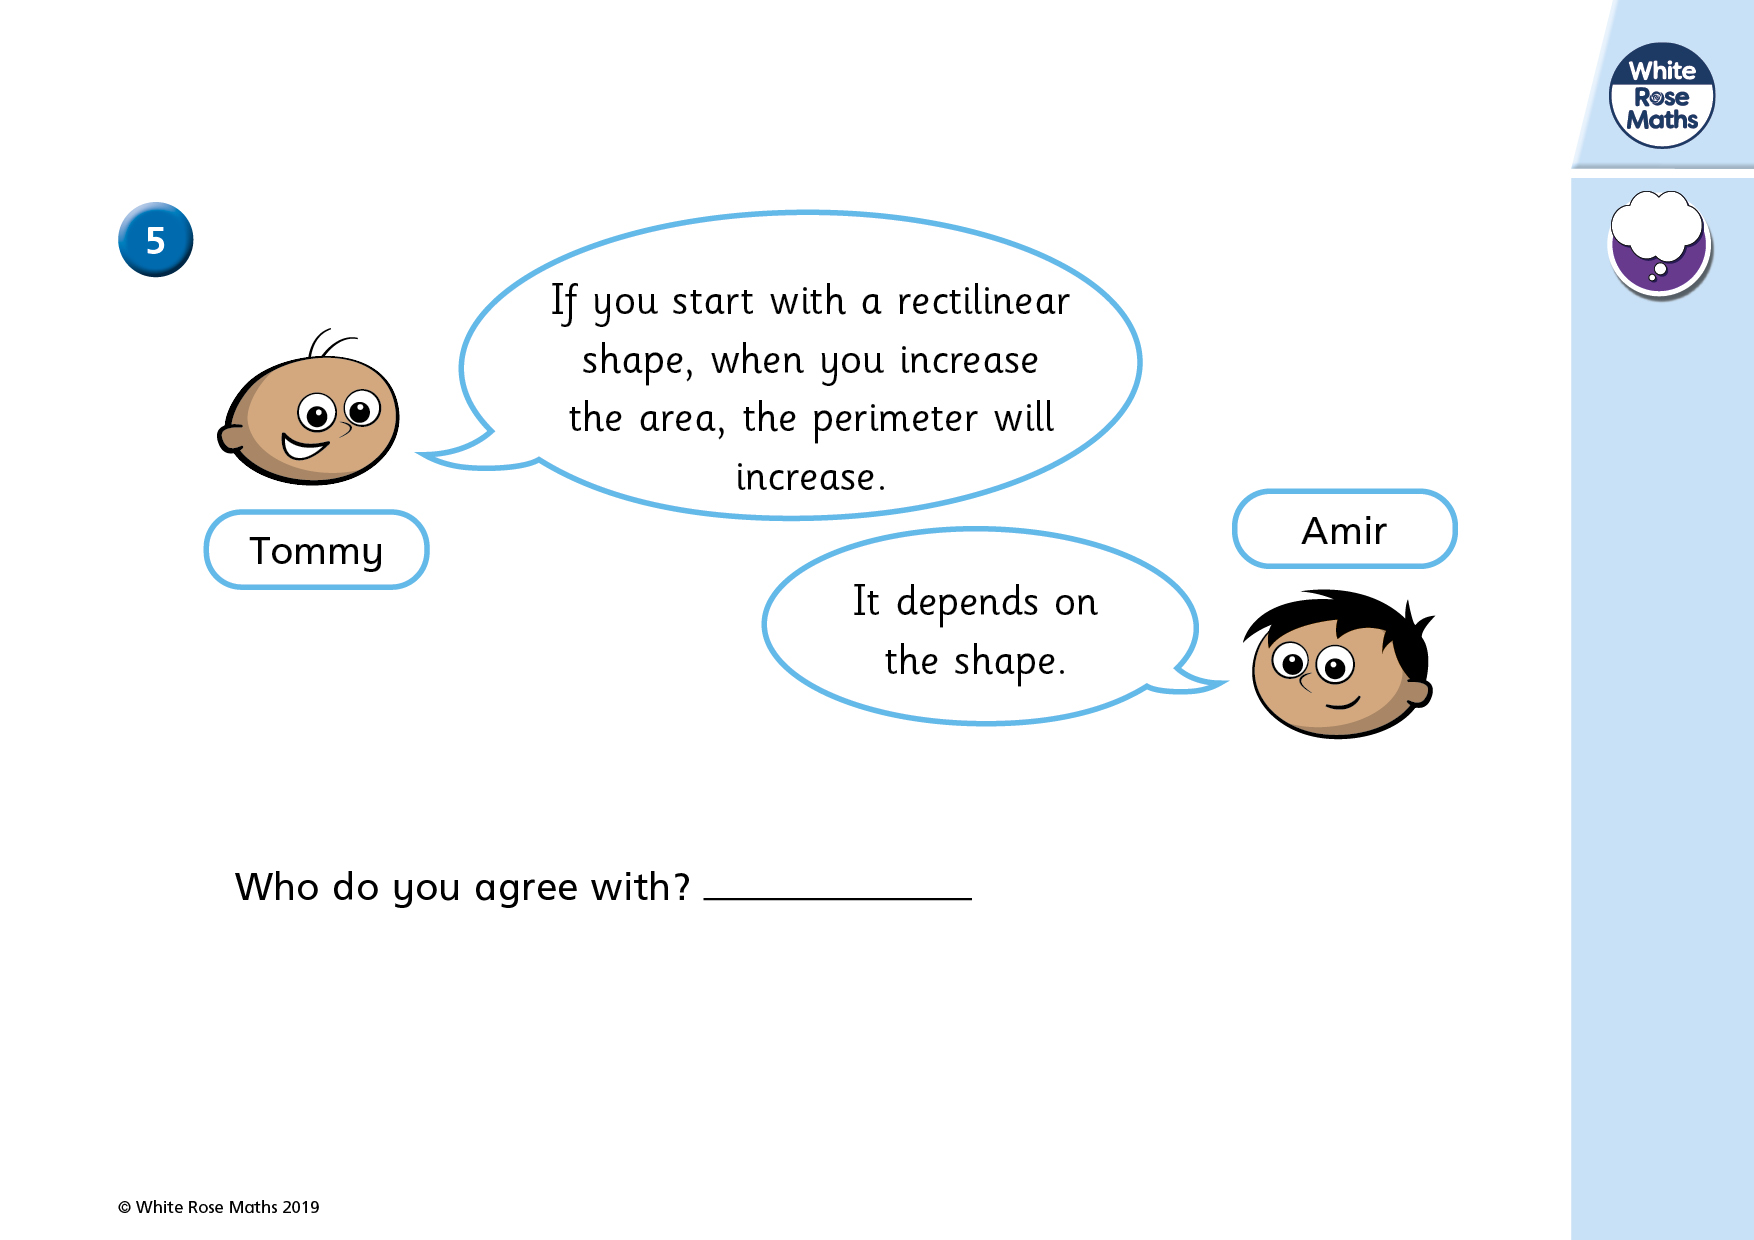 White
Rose
Maths
5
If you start with a rectilinear
shape, when you increase
the area, the perimeter will
increase.
Tommy
Amir
It depends on
the shape.
Who do you agree with? ____________
© White Rose Maths 2019